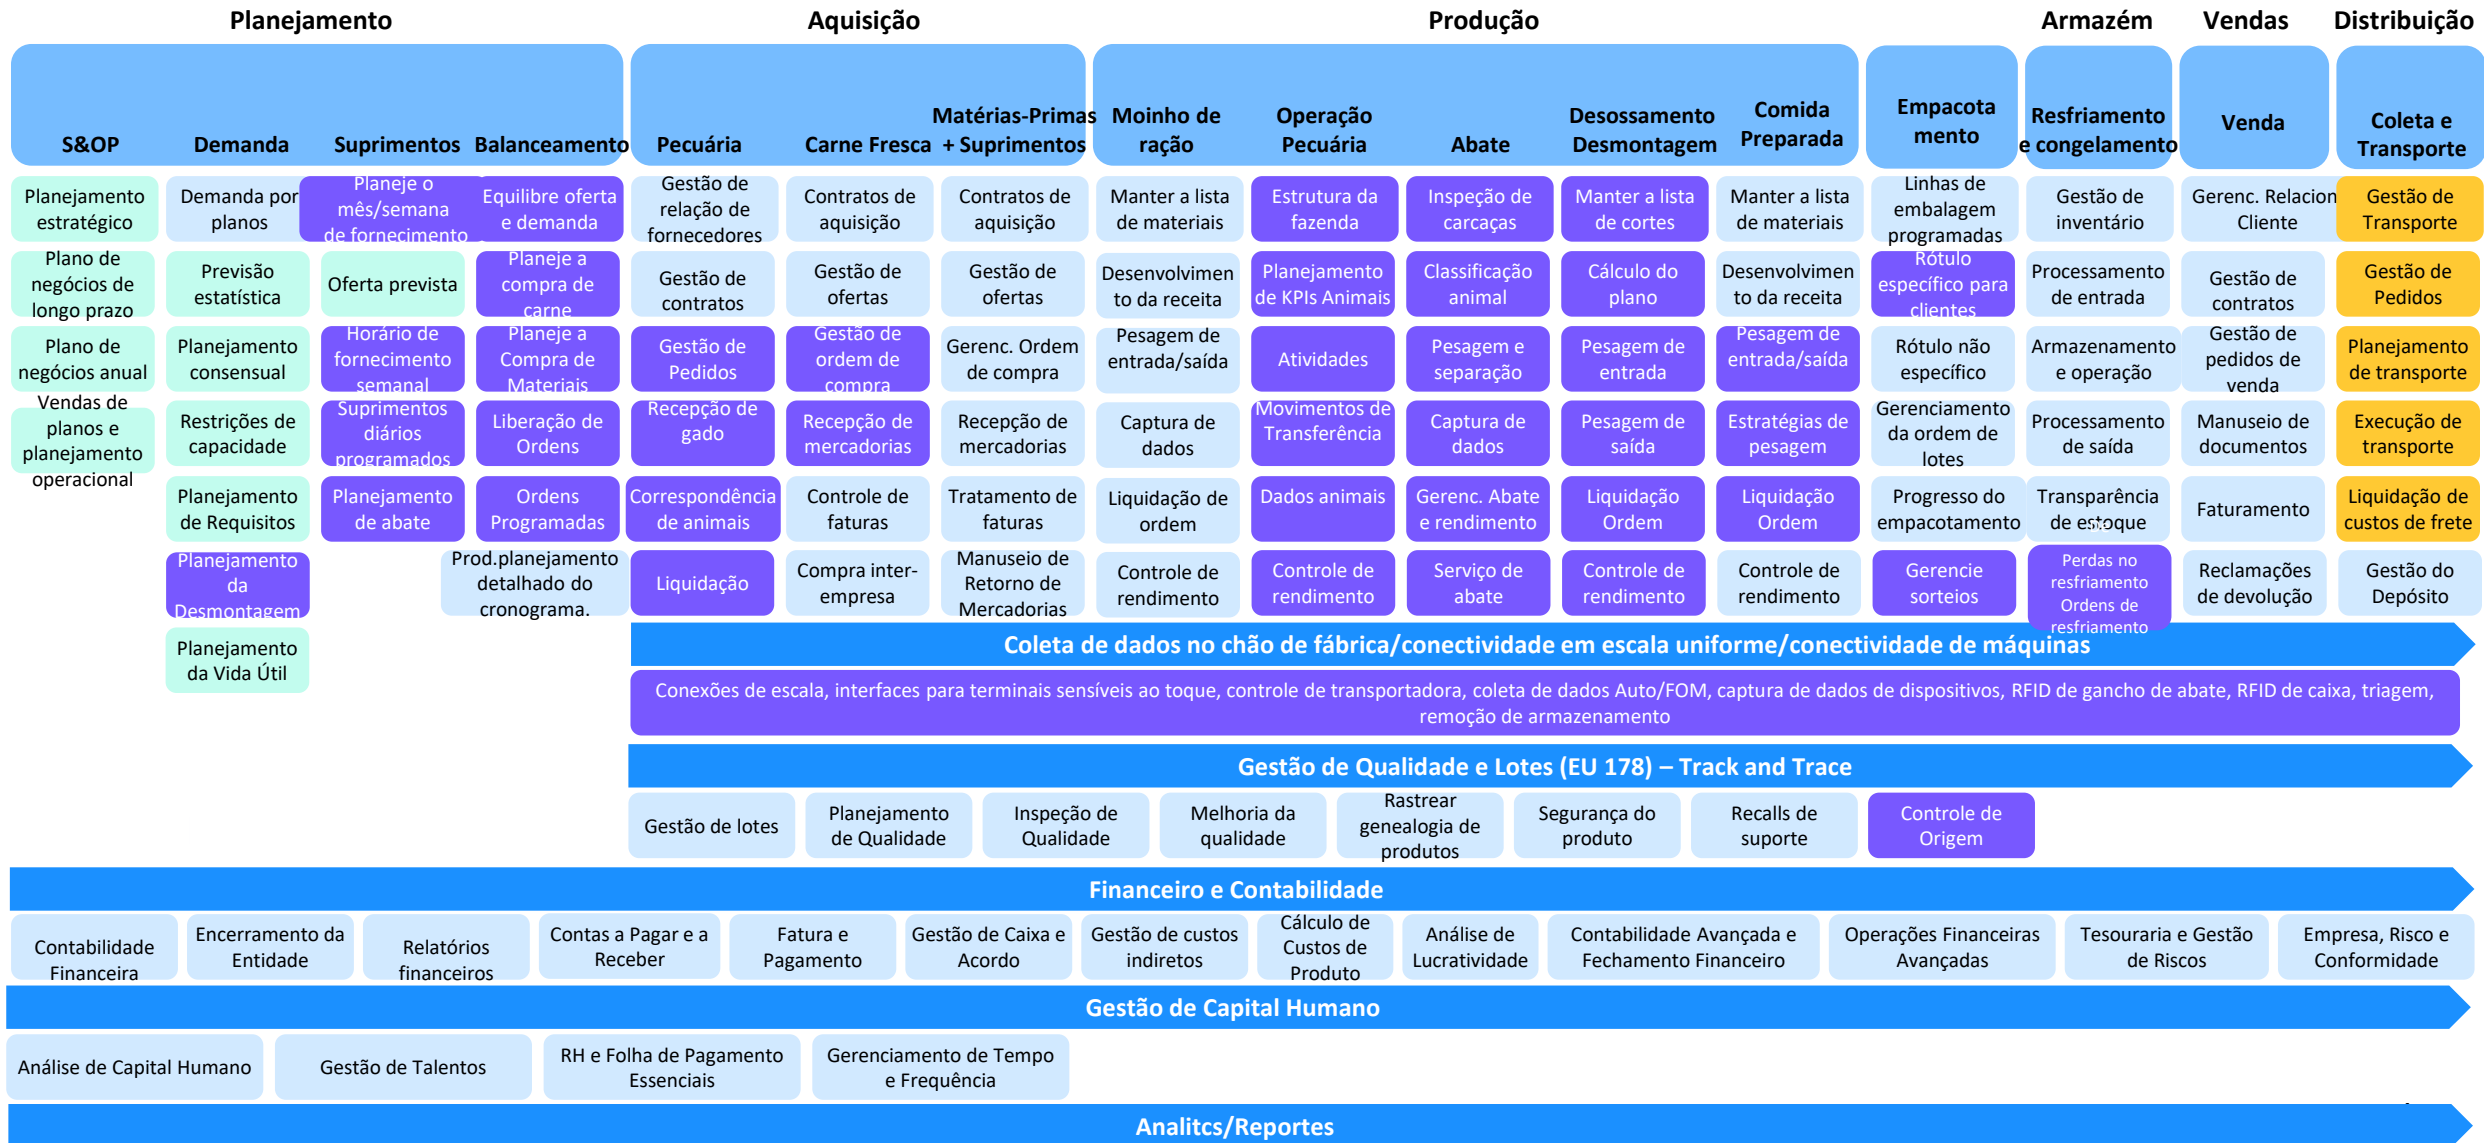 Planejamento
Aquisição
Produção
Armazém
Vendas
Distribuição
S&OP
Demanda
Suprimentos
Balanceamento
Pecuária
Carne Fresca
Matérias-Primas
+ Suprimentos
Moinho de
ração
Operação
Pecuária
Abate
Desossamento
Desmontagem
Comida
Preparada
Empacota
mento
Resfriamento
e congelamento
Venda
Coleta e
Transporte
Planejamento
estratégico
Demanda por
planos
Planeje o
mês/semana
de fornecimento
Equilibre oferta
e demanda
Gestão de
relação de
fornecedores
Contratos de
aquisição
Contratos de
aquisição
Manter a lista
de materiais
Estrutura da
fazenda
Inspeção de
carcaças
Manter a lista
de cortes
Manter a lista
de materiais
Linhas de
embalagem
programadas
Gestão de
inventário
Gerenc. Relacion
Cliente
Gestão de
Transporte
Plano de
negócios de
longo prazo
Previsão
estatística
Oferta prevista
Planeje a
compra de
carne
Gestão de
contratos
Gestão de
ofertas
Gestão de
ofertas
Desenvolvimen
to da receita
Planejamento
de KPIs Animais
Classificação
animal
Cálculo do
plano
Desenvolvimen
to da receita
Rótulo
específico para
clientes
Processamento
de entrada
Gestão de
contratos
Gestão de
Pedidos
Plano de
negócios anual
Planejamento
consensual
Horário de
fornecimento
semanal
Planeje a
Compra de
Materiais
Gestão de
Pedidos
Gestão de
ordem de
compra
Gerenc. Ordem
de compra
Pesagem de
entrada/saída
Atividades
Pesagem e
separação
Pesagem de
entrada
Pesagem de
entrada/saída
Rótulo não
específico
Armazenamento
e operação
Gestão de
pedidos de
venda
Planejamento
de transporte
Vendas de
planos e
planejamento
operacional
Restrições de
capacidade
Suprimentos
diários
programados
Liberação de
Ordens
Recepção de
gado
Recepção de
mercadorias
Recepção de
mercadorias
Captura de
dados
Movimentos de
Transferência
Captura de
dados
Pesagem de
saída
Estratégias de
pesagem
Gerenciamento
da ordem de
lotes
Processamento
de saída
Manuseio de
documentos
Execução de
transporte
Planejamento
de Requisitos
Planejamento
de abate
Ordens
Programadas
Correspondência
de animais
Controle de
faturas
Tratamento de
faturas
Liquidação de
ordem
Dados animais
Gerenc. Abate
e rendimento
Liquidação
Ordem
Liquidação
Ordem
Progresso do
empacotamento
Transparência
de estoque
Faturamento
Liquidação de
custos de frete
Planejamento
da
Desmontagem
Prod.planejamento
detalhado do
cronograma.
Liquidação
Compra inter-
empresa
Manuseio de
Retorno de
Mercadorias
Controle de
rendimento
Controle de
rendimento
Serviço de
abate
Controle de
rendimento
Controle de
rendimento
Gerencie
sorteios
Perdas no
resfriamento
Ordens de
resfriamento
Reclamações
de devolução
Gestão do
Depósito
Planejamento
da Vida Útil
Coleta de dados no chão de fábrica/conectividade em escala uniforme/conectividade de máquinas
Conexões de escala, interfaces para terminais sensíveis ao toque, controle de transportadora, coleta de dados Auto/FOM, captura de dados de dispositivos, RFID de gancho de abate, RFID de caixa, triagem,
remoção de armazenamento
Gestão de Qualidade e Lotes (EU 178) – Track and Trace
Gestão de lotes
Planejamento
de Qualidade
Inspeção de
Qualidade
Melhoria da
qualidade
Rastrear
genealogia de
produtos
Segurança do
produto
Recalls de
suporte
Controle de
Origem
Financeiro e Contabilidade
Contabilidade
Financeira
Encerramento da
Entidade
Relatórios
financeiros
Contas a Pagar e a
Receber
Fatura e
Pagamento
Gestão de Caixa e
Acordo
Gestão de custos
indiretos
Cálculo de
Custos de
Produto
Análise de
Lucratividade
Contabilidade Avançada e
Fechamento Financeiro
Operações Financeiras
Avançadas
Tesouraria e Gestão
de Riscos
Empresa, Risco e
Conformidade
Gestão de Capital Humano
Análise de Capital Humano
Gestão de Talentos
RH e Folha de Pagamento
Essenciais
Gerenciamento de Tempo
e Frequência
Analitcs/Reportes